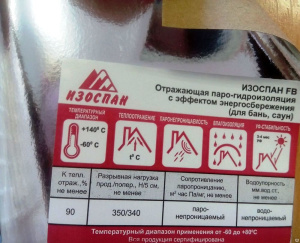 ИЗОСПАН FB
Отражающая паро-гидроизоляция
с эффектом энергосбережения
(для бань, саун)
ИЗОСПАН
ТЕМПЕРАТУРНЫЙ ДИАПАЗОН
ТЕПЛООТРАЖЕНИЕ
ПАРОНЕПРОНИЦАЕМОСТЬ
ВЛАГОИЗОЛЯЦИЯ
УФ-СТАБИЛЬНОСТЬ
+140°С
-60°С
t°C
К тепл. отраж.,% не менее
Разрывная нагрузка прод./попер., Н/5 см, не менее
Сопротивление паропроницанию, м² час Па/мг, не менее
Водоупорность мм.вод.ст., не менее
90
350/340
паро-непроницаемый
водо-непроницаемый
Температурный диапазон применения от -60 до +80°С
Вся продукция сертифицирована